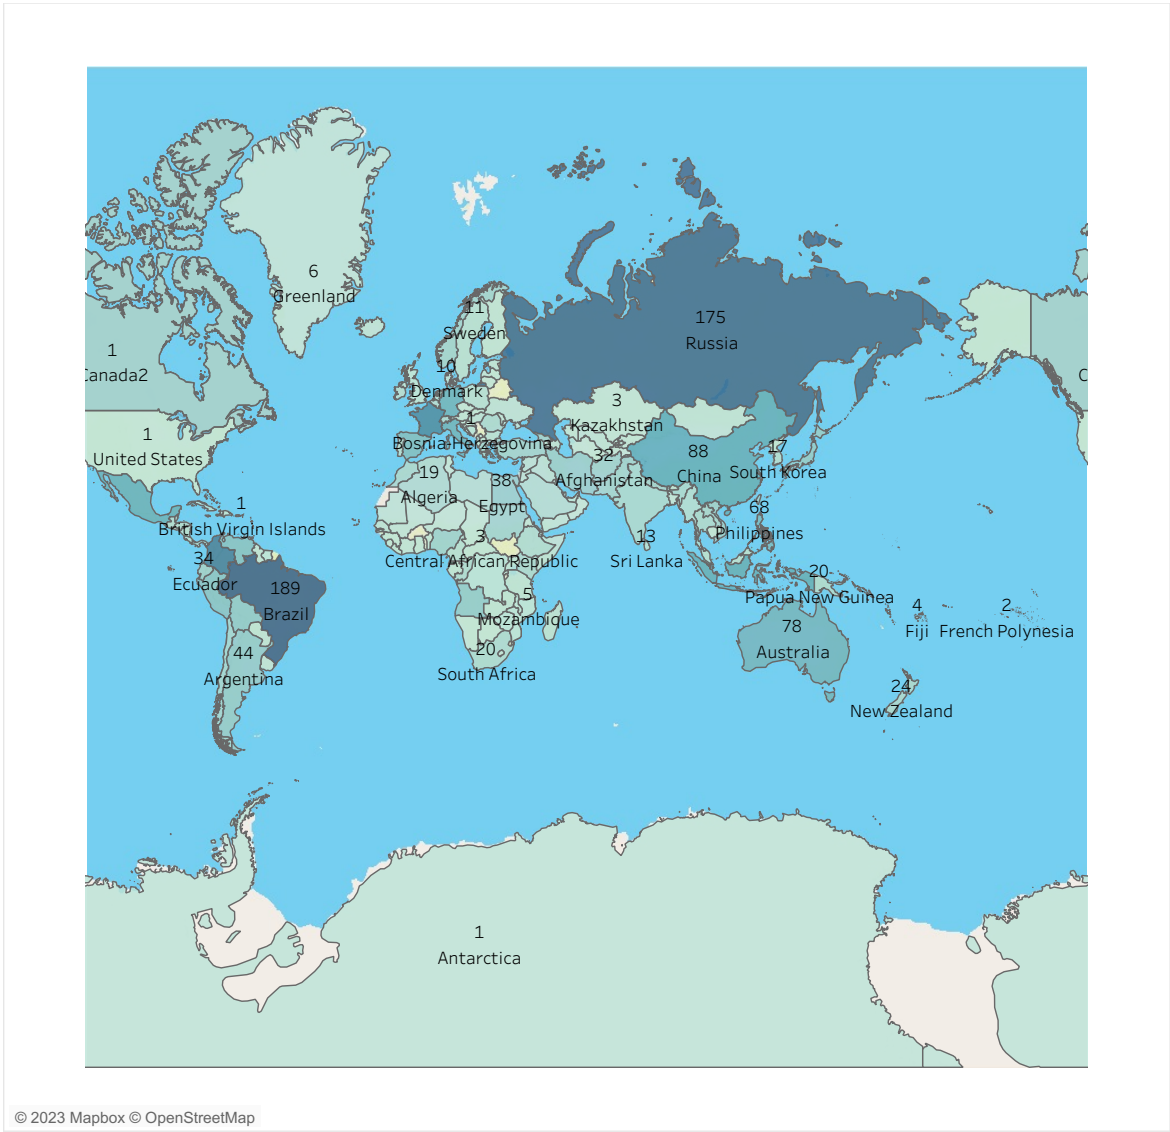 6
Greenland
11
Sweden
175
Russia
1
Canada2
10
Denmark
C
3
Kazakhstan
1
United States
1
Bosnia-Herzegovina
17
South Korea
88
China
32
Afghanistan
19
Algeria
38
Egypt
1
British Virgin Islands
68
Philippines
3
Central African Republic
13
Sri Lanka
34
Ecuador
20
Papua New Guinea
189
Brazil
5
Mozambique
4
Fiji
2
French Polynesia
78
Australia
44
Argentina
20
South Africa
24
New Zealand
1
Antarctica
© 2023 Mapbox © OpenStreetMap